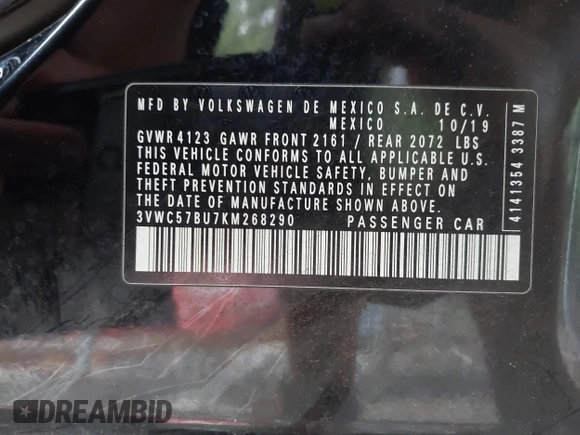 MFD BY VOLKSWAGEN DE MEXICO S.A. DE C.V.
MEXICO 10/19
GVWR 4123 GAWR FRONT 2161 / REAR 2072 LBS
THIS VEHICLE CONFORMS TO ALL APPLICABLE U.S.
FEDERAL MOTOR VEHICLE SAFETY, BUMPER AND
THEFT PREVENTION STANDARDS IN EFFECT ON
THE DATE OF MANUFACTURE SHOWN ABOVE.
3VWC57BU7KM268290 PASSENGER CAR
4141354 3387 M
DREAMBID